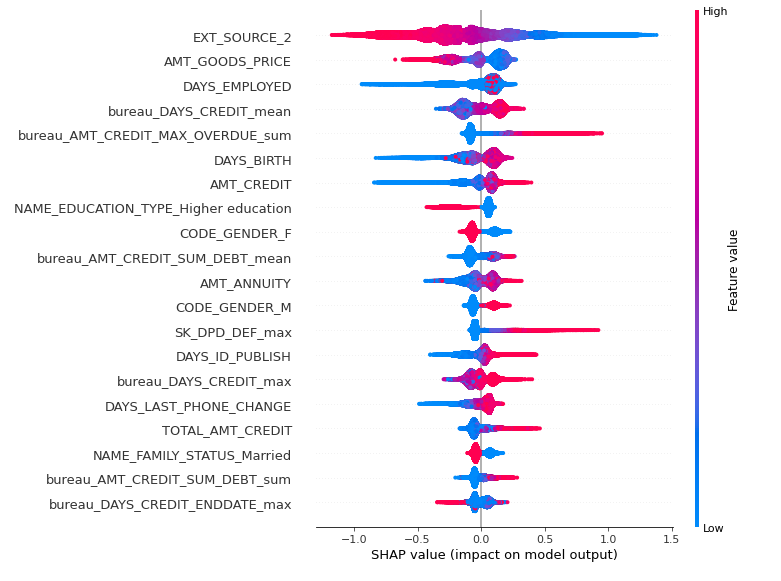 High
EXT_SOURCE_2
AMT_GOODS_PRICE
DAYS_EMPLOYED
bureau_DAYS_CREDIT_mean
bureau_AMT_CREDIT_MAX_OVERDUE_sum
DAYS_BIRTH
AMT_CREDIT
NAME_EDUCATION_TYPE_Higher education
CODE_GENDER_F
bureau_AMT_CREDIT_SUM_DEBT_mean
AMT_ANNUITY
CODE_GENDER_M
SK_DPD_DEF_max
DAYS_ID_PUBLISH
bureau_DAYS_CREDIT_max
DAYS_LAST_PHONE_CHANGE
TOTAL_AMT_CREDIT
NAME_FAMILY_STATUS_Married
bureau_AMT_CREDIT_SUM_DEBT_sum
bureau_DAYS_CREDIT_ENDDATE_max
Feature value
Low
−1.0 −0.5 0.0 0.5 1.0 1.5
SHAP value (impact on model output)